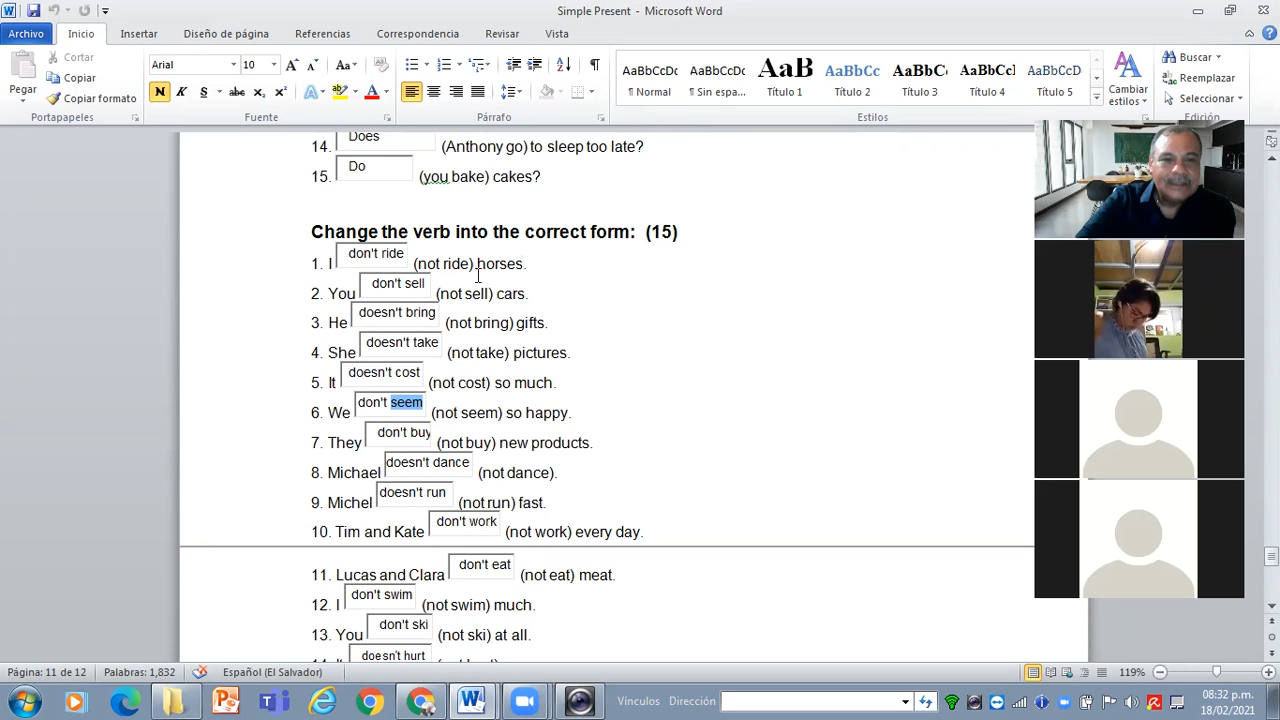 Simple Present - Microsoft Word
Archivo Inicio Insertar Diseño de página Referencias Correspondencia Revisar Vista
Pegar
Cortar
Copiar
Copiar formato
Portapapeles
Arial 10
Fuente
Párrafo
AaBbCcDc AaBbCcDc AaB AaBbCc AaBbC AaBbCc AaBbCcD
¶ Normal ¶ Sin espa... Título 1 Título 2 Título 3 Título 4 Título 5
Cambiar estilos
Estilos
Buscar
Reemplazar
Seleccionar
Edición
14. Does (Anthony go) to sleep too late?
15. Do (you bake) cakes?
Change the verb into the correct form: (15)
1. I don't ride (not ride) horses.
2. You don't sell (not sell) cars.
3. He doesn't bring (not bring) gifts.
4. She doesn't take (not take) pictures.
5. It doesn't cost (not cost) so much.
6. We don't seem (not seem) so happy.
7. They don't buy (not buy) new products.
8. Michael doesn't dance (not dance).
9. Michel doesn't run (not run) fast.
10. Tim and Kate don't work (not work) every day.
11. Lucas and Clara don't eat (not eat) meat.
12. I don't swim (not swim) much.
13. You don't ski (not ski) at all.
doesn't hurt
Página: 11 de 12 Palabras: 1,832 Español (El Salvador) 119%
Vínculos Dirección
08:32 p.m.
18/02/2021